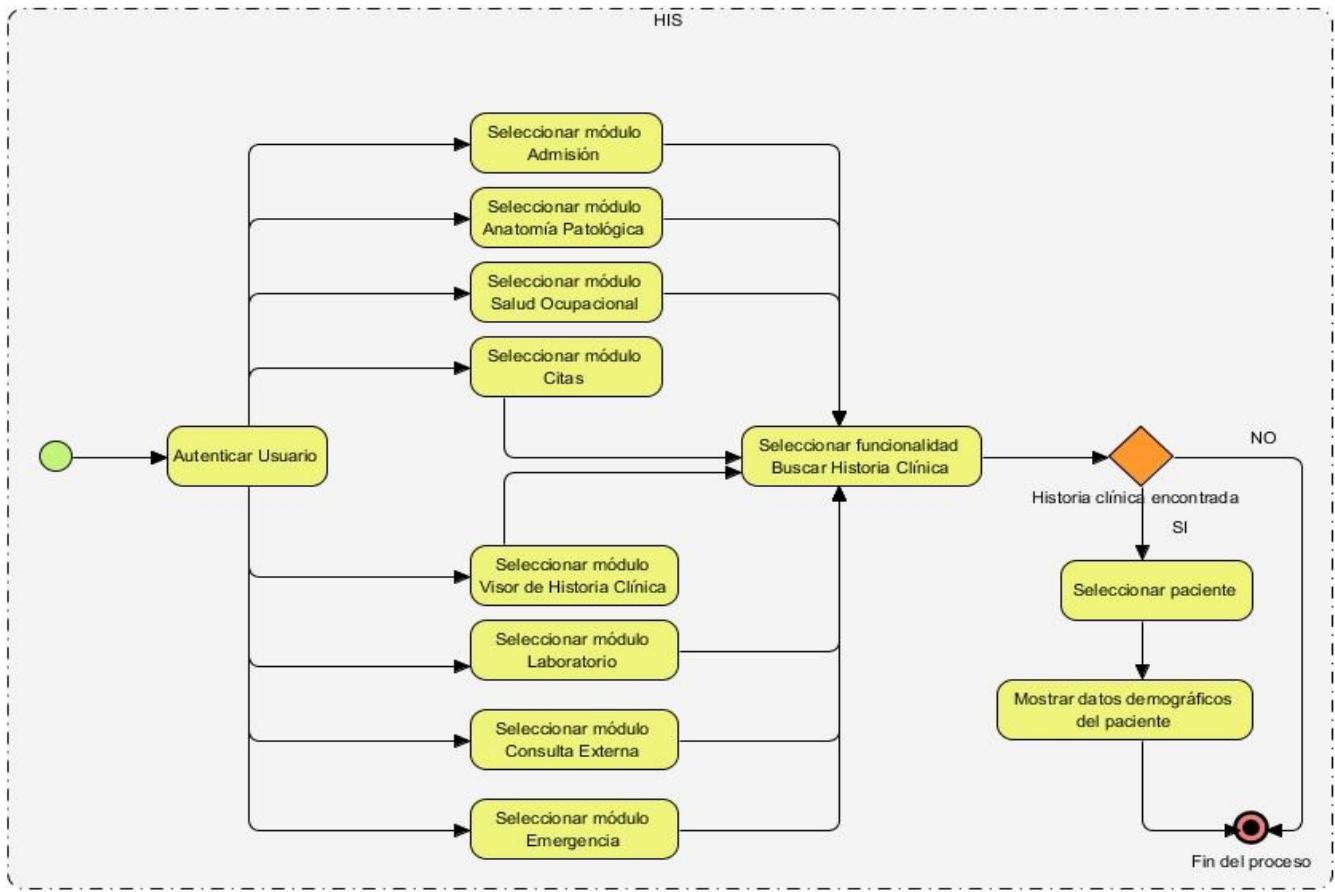 HIS
Seleccionar módulo
Admisión
Seleccionar módulo
Anatomía Patológica
Seleccionar módulo
Salud Ocupacional
Seleccionar módulo
Citas
Autenticar Usuario
Seleccionar funcionalidad
Buscar Historia Clínica
NO
Historia clínica encontrada
SI
Seleccionar módulo
Visor de Historia Clínica
Seleccionar paciente
Seleccionar módulo
Laboratorio
Mostrar datos demográficos
del paciente
Seleccionar módulo
Consulta Externa
Seleccionar módulo
Emergencia
Fin del proceso